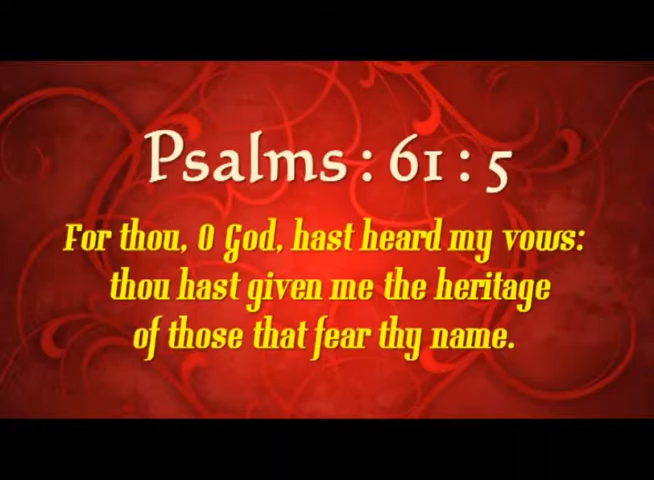 Psalms : 61 : 5
For thou, O God, hast heard my vows:
thou hast given me the heritage
of those that fear thy name.